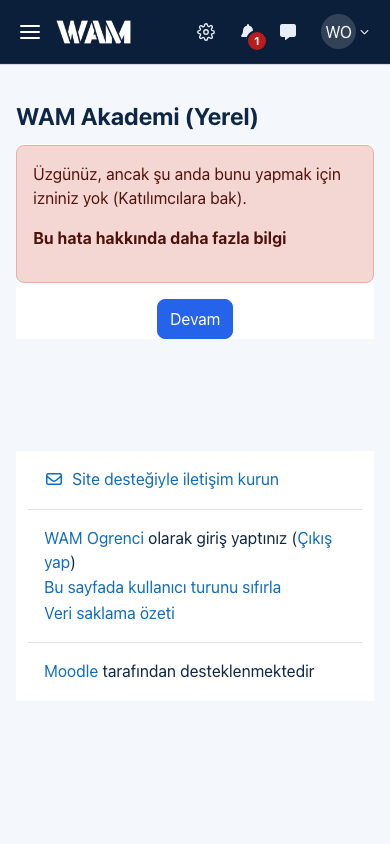 WAM
1
WO
WAM Akademi (Yerel)
Üzgünüz, ancak şu anda bunu yapmak için
izniniz yok (Katılımcılara bak).
Bu hata hakkında daha fazla bilgi
Devam
Site desteğiyle iletişim kurun
WAM Ogrenci olarak giriş yaptınız (Çıkış
yap)
Bu sayfada kullanıcı turunu sıfırla
Veri saklama özeti
Moodle tarafından desteklenmektedir